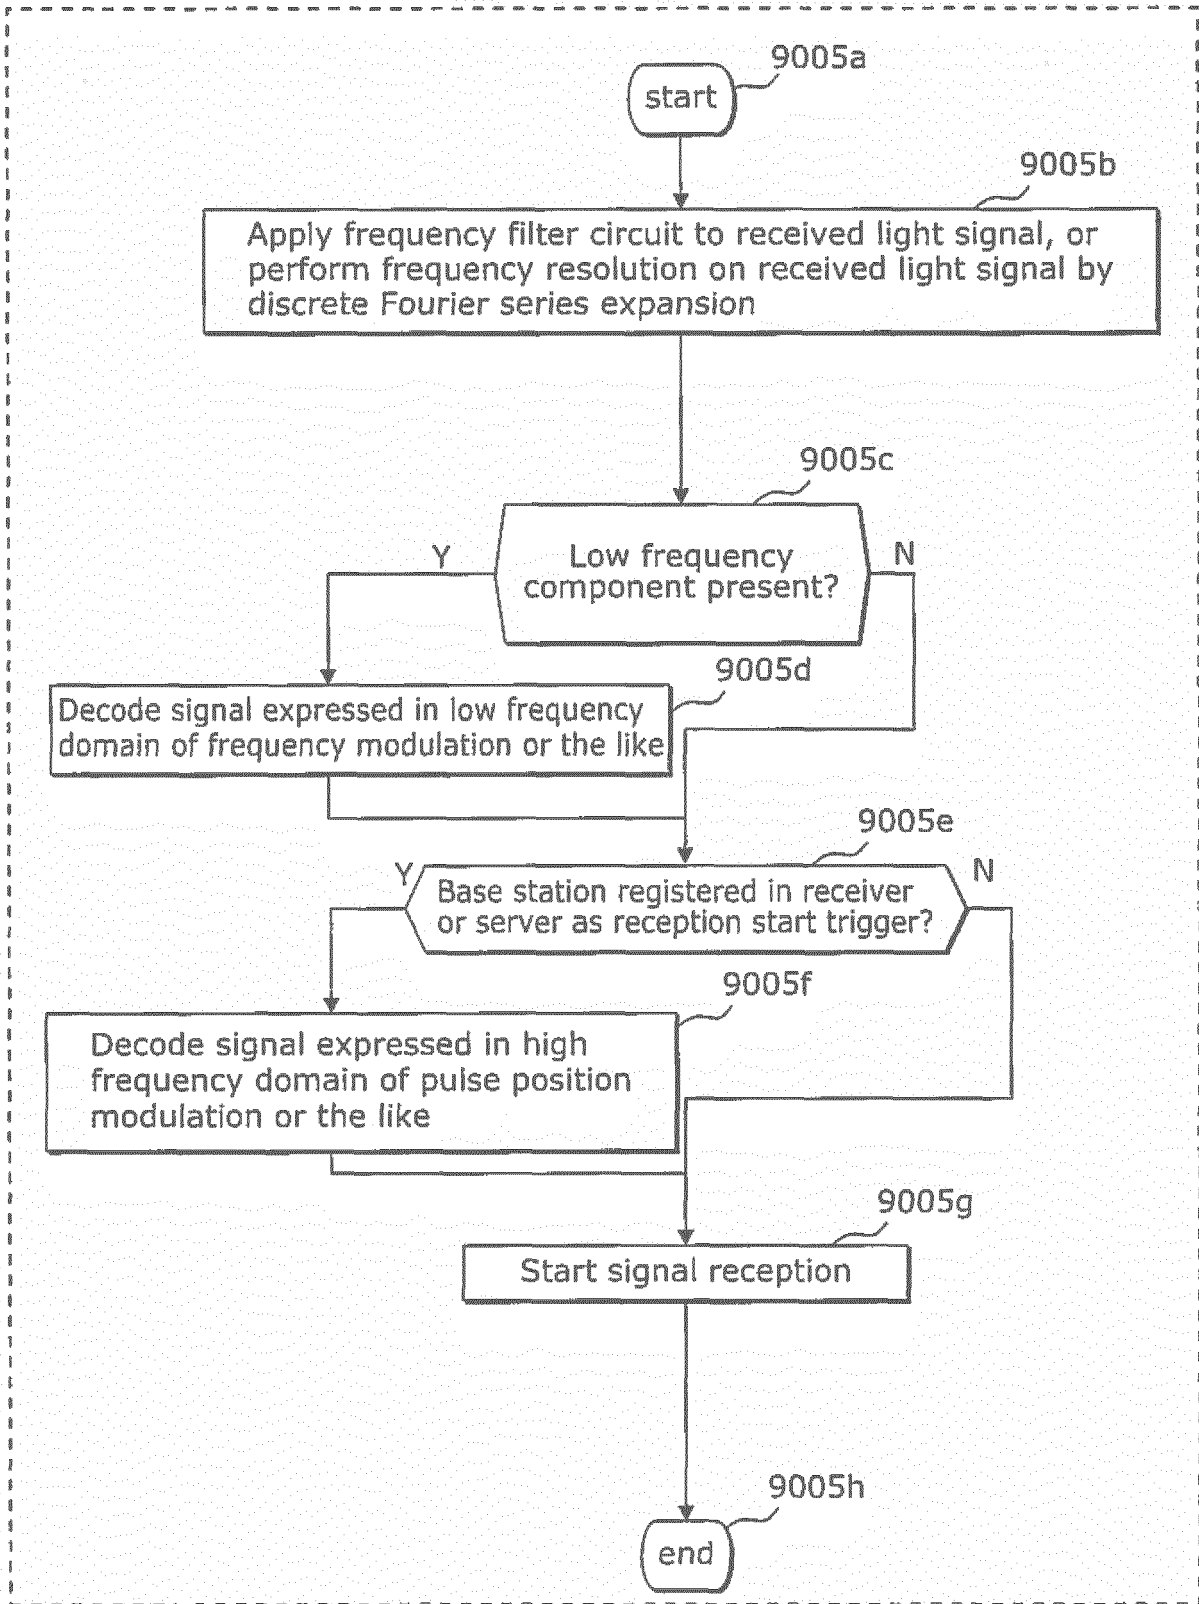 9005a
start
9005b
Apply frequency filter circuit to received light signal, or
perform frequency resolution on received light signal by
discrete Fourier series expansion
9005c
Y
Low frequency
component present?
N
9005d
Decode signal expressed in low frequency
domain of frequency modulation or the like
9005e
Y
Base station registered in receiver
or server as reception start trigger?
N
9005f
Decode signal expressed in high
frequency domain of pulse position
modulation or the like
9005g
Start signal reception
9005h
end